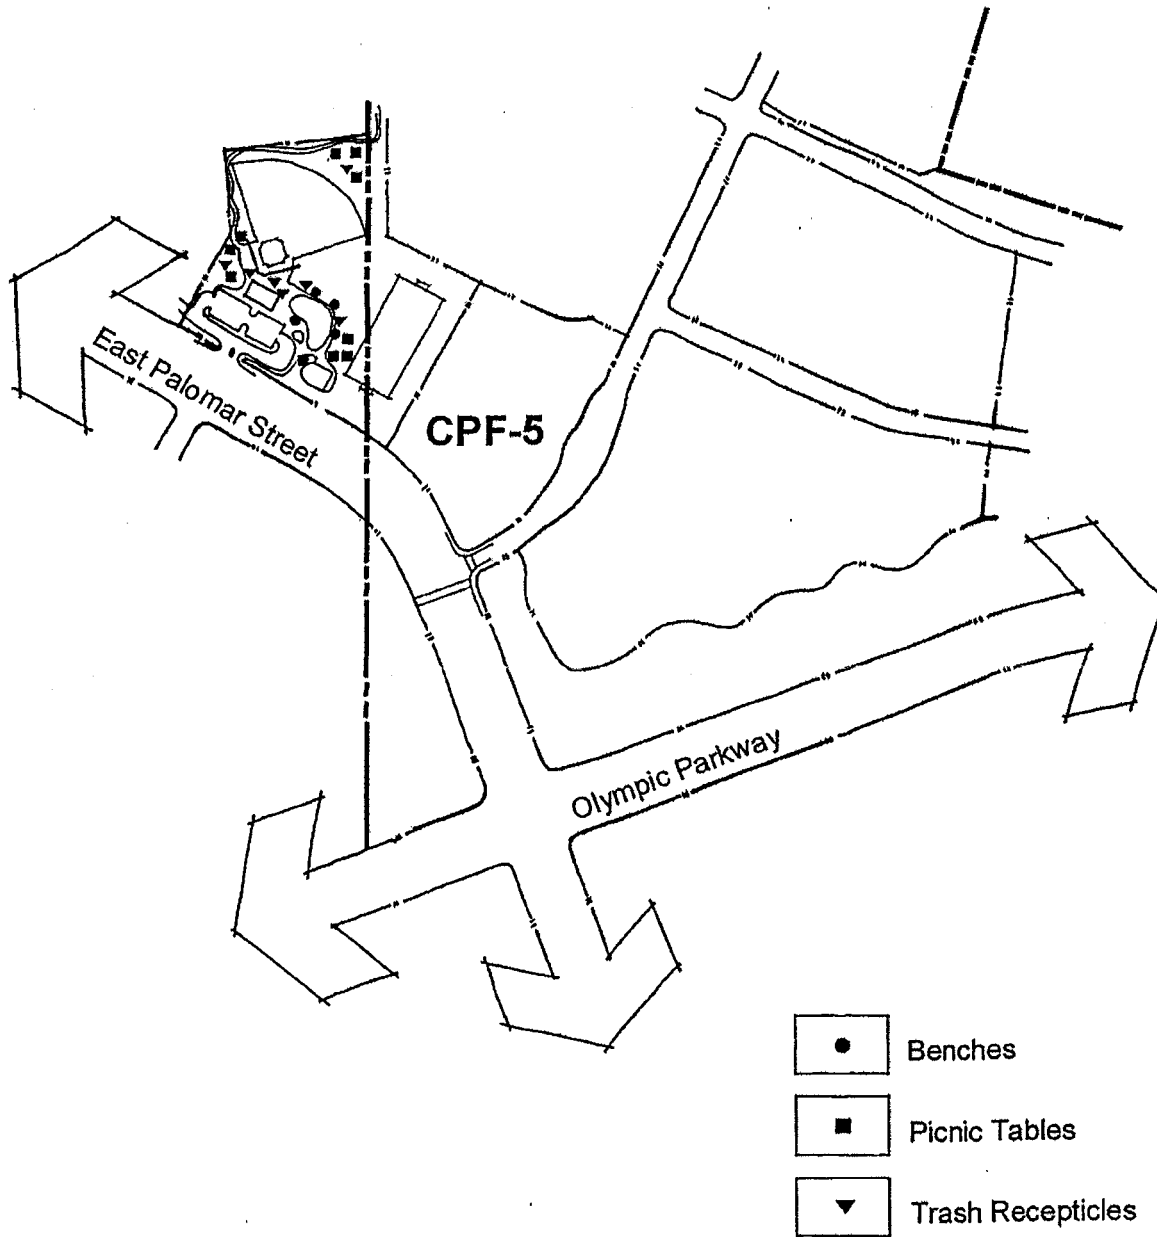 East Palomar Street
CPF-5
Olympic Parkway
Benches
Picnic Tables
Trash Recepticles